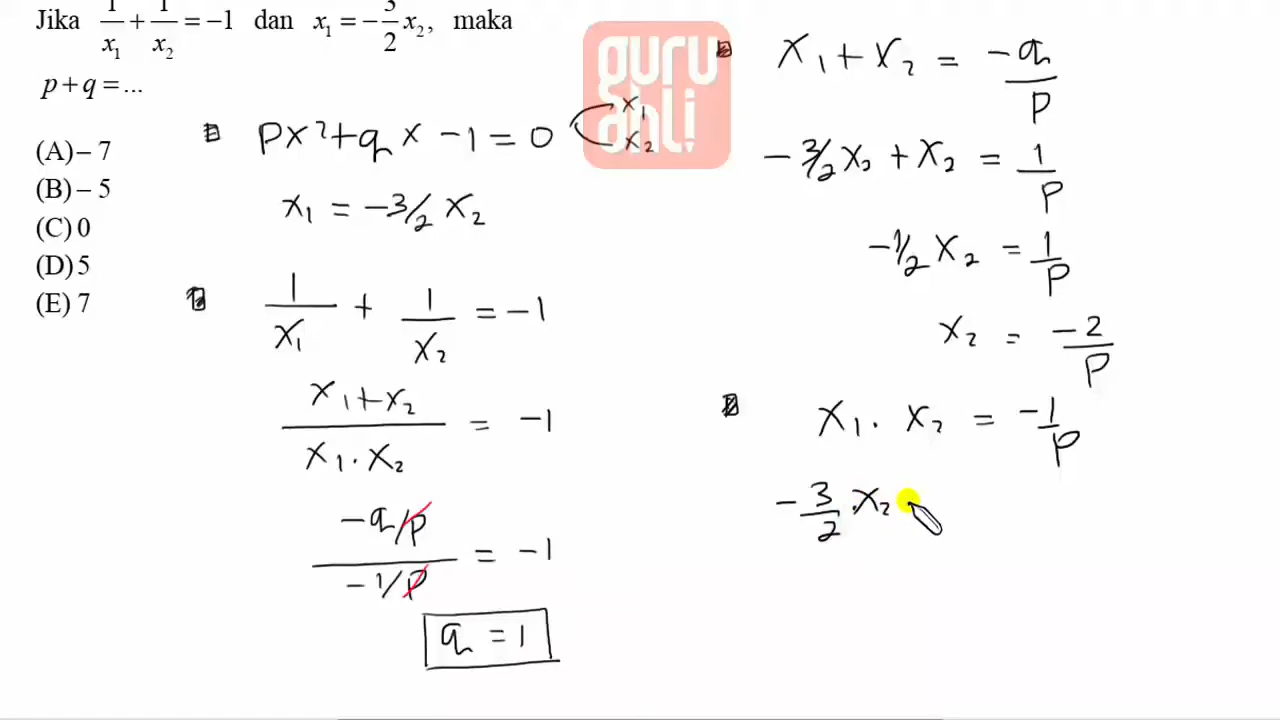 Jika 1/x₁ + 1/x₂ = −1 dan x₁ = −3/2 x₂, maka
p + q = ...
(A) – 7
(B) – 5
(C) 0
(D) 5
(E) 7
guru
ahli
px² + qx − 1 = 0
x₁
x₂
x₁ = −3/2 x₂
1/x₁ + 1/x₂ = −1
(x₁ + x₂)/(x₁ . x₂) = −1
(−q/p)/(−1/p) = −1
q = 1
x₁ + x₂ = −q/p
−3/2 x₂ + x₂ = 1/p
−1/2 x₂ = 1/p
x₂ = −2/p
x₁ . x₂ = −1/p
−3/2 . x₂